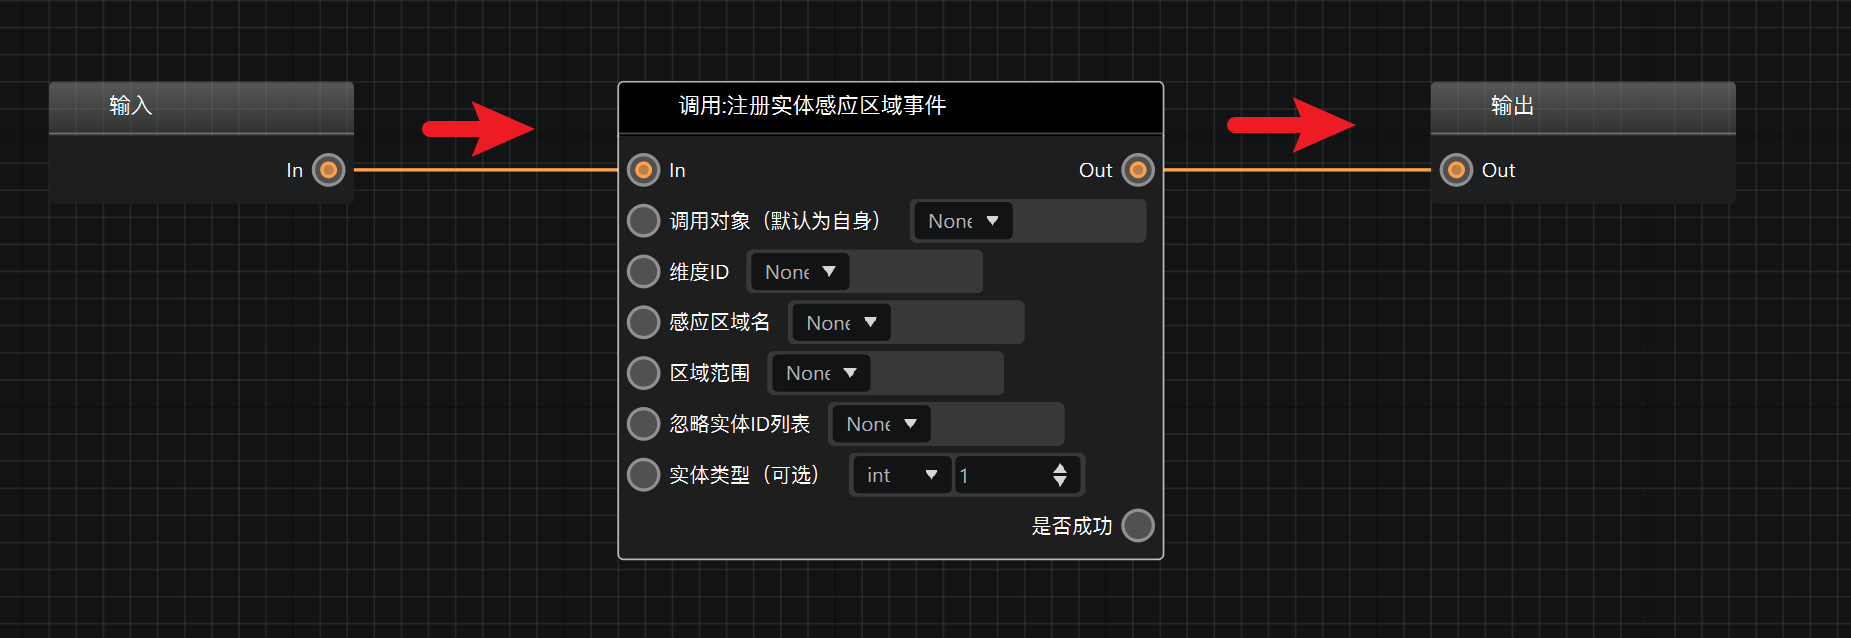 输入
In
调用:注册实体感应区域事件
In
Out
调用对象（默认为自身） None
维度ID None
感应区域名 None
区域范围 None
忽略实体ID列表 None
实体类型（可选） int 1
是否成功
输出
Out